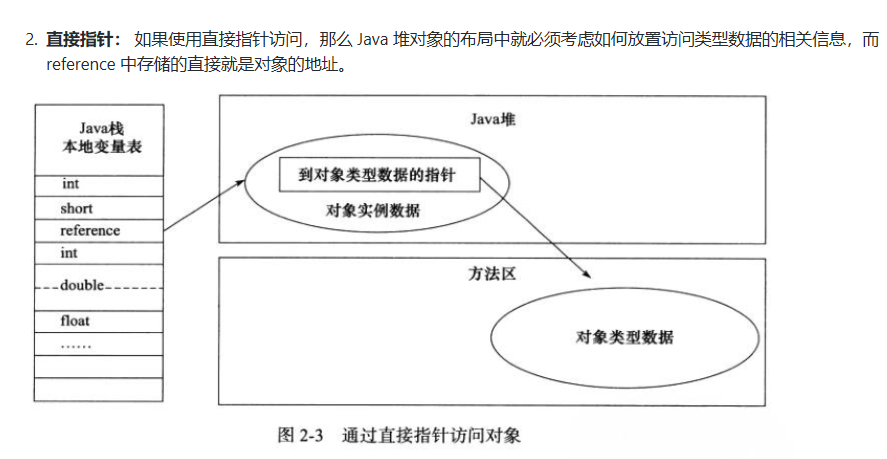 2. 直接指针： 如果使用直接指针访问，那么 Java 堆对象的布局中就必须考虑如何放置访问类型数据的相关信息，而
reference 中存储的直接就是对象的地址。
Java栈
本地变量表
int
short
reference
int
double
float
……
Java堆
到对象类型数据的指针
对象实例数据
方法区
对象类型数据
图 2-3 通过直接指针访问对象